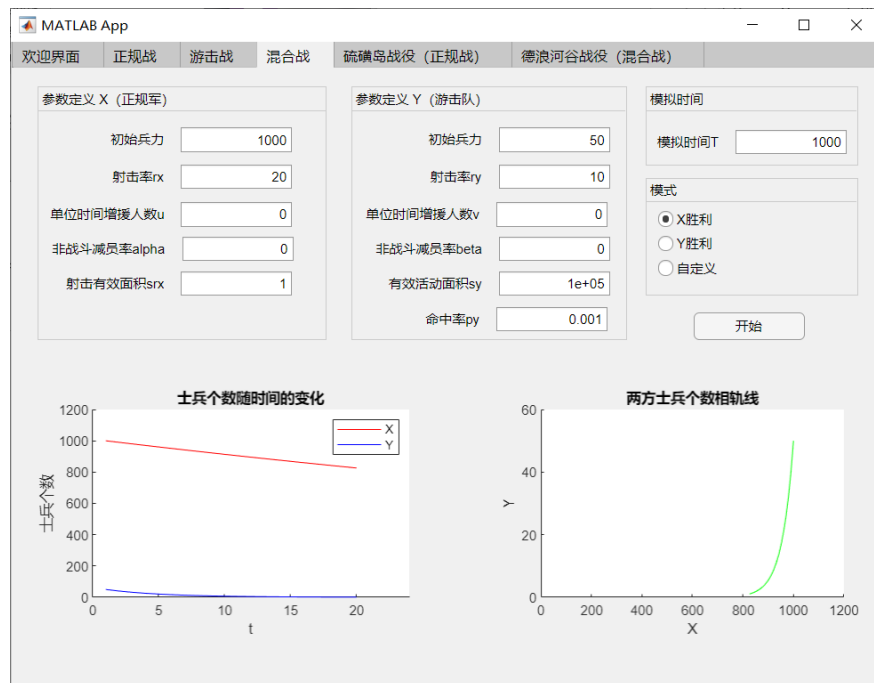 MATLAB App
欢迎界面 正规战 游击战 混合战 硫磺岛战役（正规战） 德浪河谷战役（混合战）
参数定义 X（正规军）
初始兵力 1000
射击率rx 20
单位时间增援人数u 0
非战斗减员率alpha 0
射击有效面积srx 1
参数定义 Y（游击队）
初始兵力 50
射击率ry 10
单位时间增援人数v 0
非战斗减员率beta 0
有效活动面积sy 1e+05
命中率py 0.001
模拟时间
模拟时间T 1000
模式
X胜利
Y胜利
自定义
开始
士兵个数随时间的变化
士兵个数
1200
1000
800
600
400
200
0
X
Y
0 5 10 15 20
t
两方士兵个数相轨线
Y
60
40
20
0
0 200 400 600 800 1000 1200
X